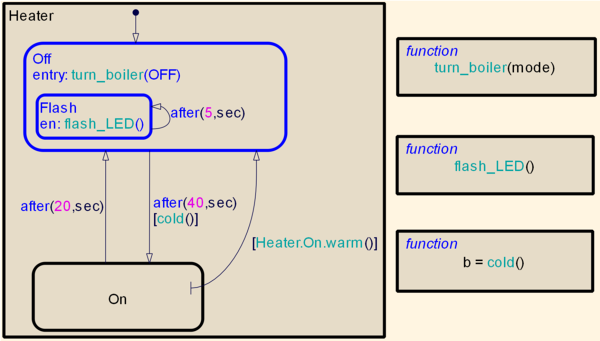 Heater
Off
entry: turn_boiler(OFF)
Flash
en: flash_LED()
after(5,sec)
after(20,sec)
after(40,sec)
[cold()]
[Heater.On.warm()]
On
function
turn_boiler(mode)
function
flash_LED()
function
b = cold()